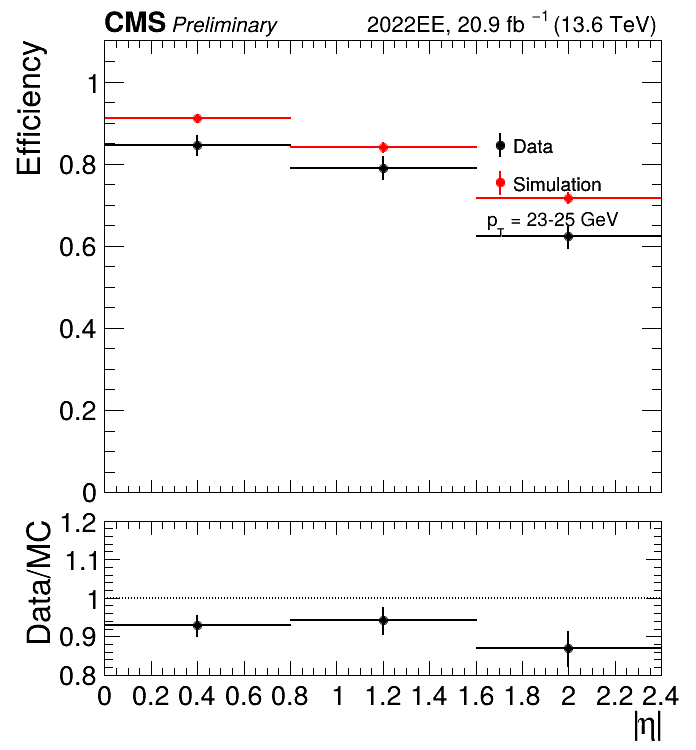 CMS Preliminary 2022EE, 20.9 fb⁻¹ (13.6 TeV)
Efficiency
1
0.8
0.6
0.4
0.2
0
Data
Simulation
p_T = 23-25 GeV
Data/MC
1.2
1.1
1
0.9
0.8
0 0.2 0.4 0.6 0.8 1 1.2 1.4 1.6 1.8 2 2.2 2.4
|η|